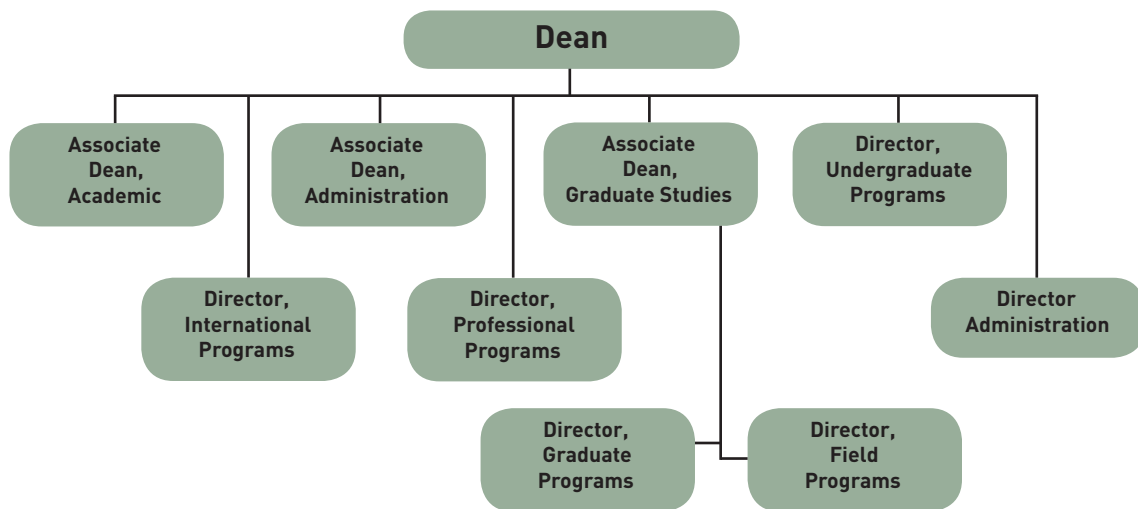 Dean
Associate
Dean,
Academic
Associate
Dean,
Administration
Associate
Dean,
Graduate Studies
Director,
Undergraduate
Programs
Director,
International
Programs
Director,
Professional
Programs
Director
Administration
Director,
Graduate
Programs
Director,
Field
Programs